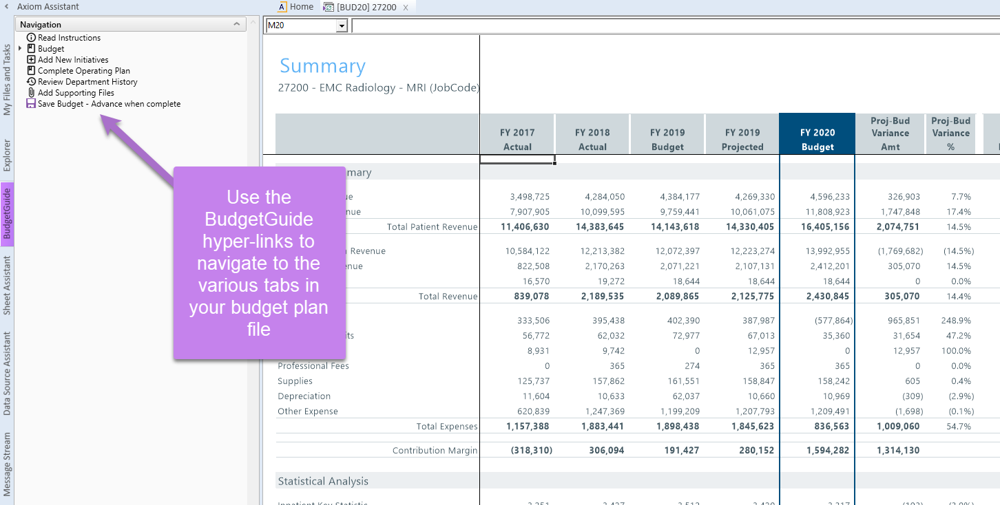 Axiom Assistant
Home
[BUD20] 27200 x
Navigation
Read Instructions
Budget
Add New Initiatives
Complete Operating Plan
Review Department History
Add Supporting Files
Save Budget - Advance when complete
My Files and Tasks
Explorer
BudgetGuide
Sheet Assistant
Data Source Assistant
Message Stream
Use the
BudgetGuide
hyper-links to
navigate to the
various tabs in
your budget plan
file
M20
Summary
27200 - EMC Radiology - MRI (JobCode)
FY 2017 Actual FY 2018 Actual FY 2019 Budget FY 2019 Projected FY 2020 Budget Proj-Bud Variance Amt Proj-Bud Variance %
mary
ue 3,498,725 4,284,050 4,384,177 4,269,330 4,596,233 326,903 7.7%
nue 7,907,905 10,099,595 9,759,441 10,061,075 11,808,923 1,747,848 17.4%
Total Patient Revenue 11,406,630 14,383,645 14,143,618 14,330,405 16,405,156 2,074,751 14.5%
Revenue 10,584,122 12,213,382 12,072,397 12,223,274 13,992,955 (1,769,682) (14.5%)
enue 822,508 2,170,263 2,071,221 2,107,131 2,412,201 305,070 14.5%
16,570 19,272 18,644 18,644 18,644 0 0.0%
Total Revenue 839,078 2,189,535 2,089,865 2,125,775 2,430,845 305,070 14.4%
333,506 395,438 402,390 387,987 (577,864) 965,851 248.9%
its 56,772 62,032 72,977 67,013 35,360 31,654 47.2%
8,931 9,742 0 12,957 0 12,957 100.0%
Professional Fees 0 365 274 365 365 0 0.0%
Supplies 125,737 157,862 161,551 158,847 158,242 605 0.4%
Depreciation 11,604 10,633 62,037 10,660 10,969 (309) (2.9%)
Other Expense 620,839 1,247,369 1,199,209 1,207,793 1,209,491 (1,698) (0.1%)
Total Expenses 1,157,388 1,883,441 1,898,438 1,845,623 836,563 1,009,060 54.7%
Contribution Margin (318,310) 306,094 191,427 280,152 1,594,282 1,314,130
Statistical Analysis